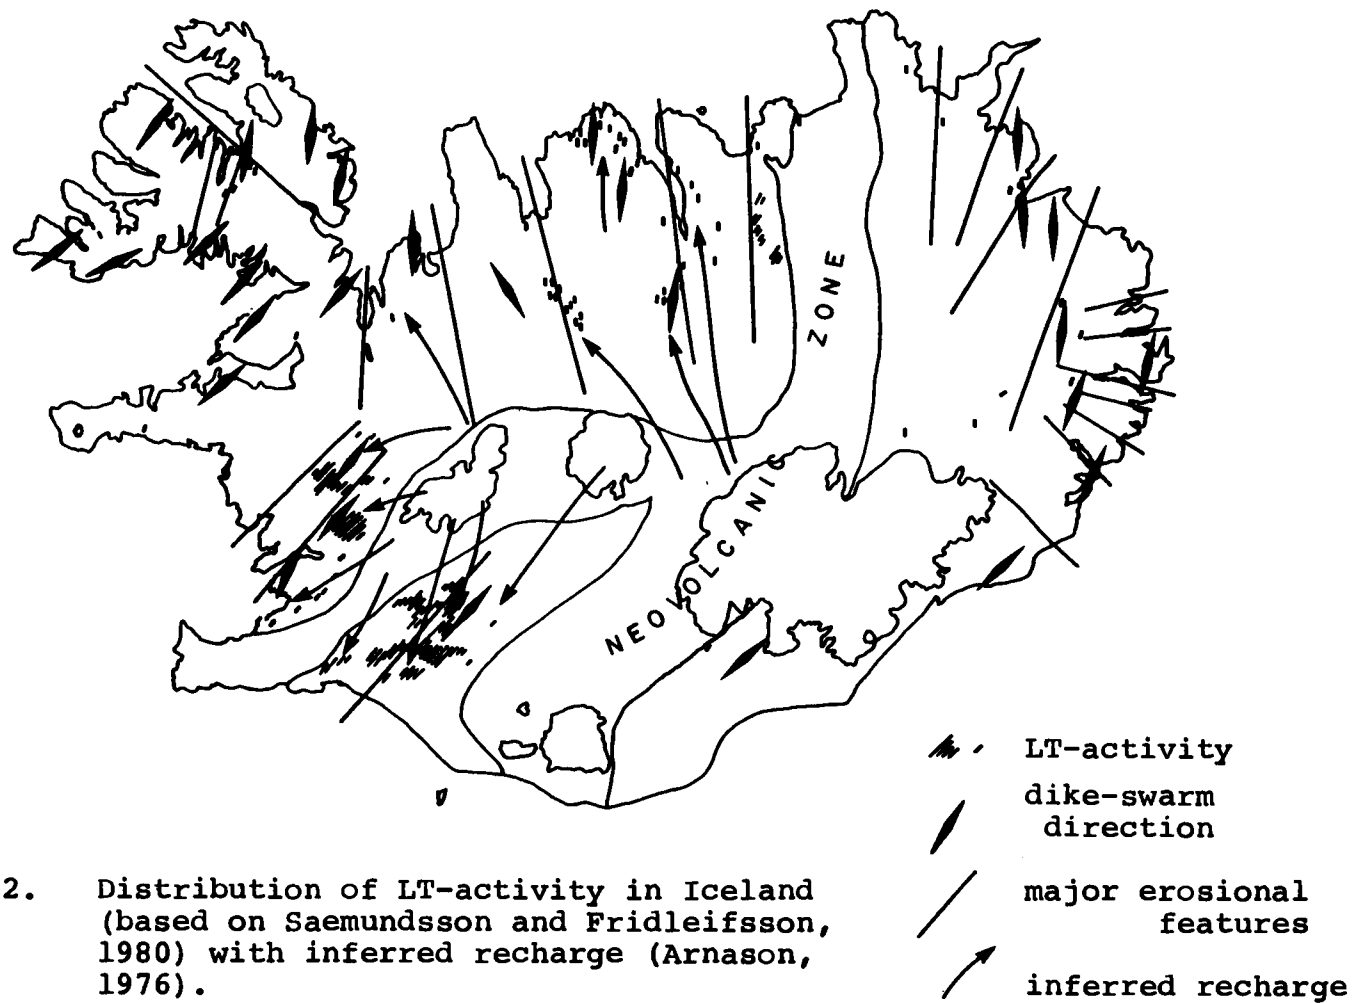 ZONE
NEOVOLCANIC
LT-activity
dike-swarm
direction
major erosional
features
inferred recharge
2. Distribution of LT-activity in Iceland
(based on Saemundsson and Fridleifsson,
1980) with inferred recharge (Arnason,
1976).